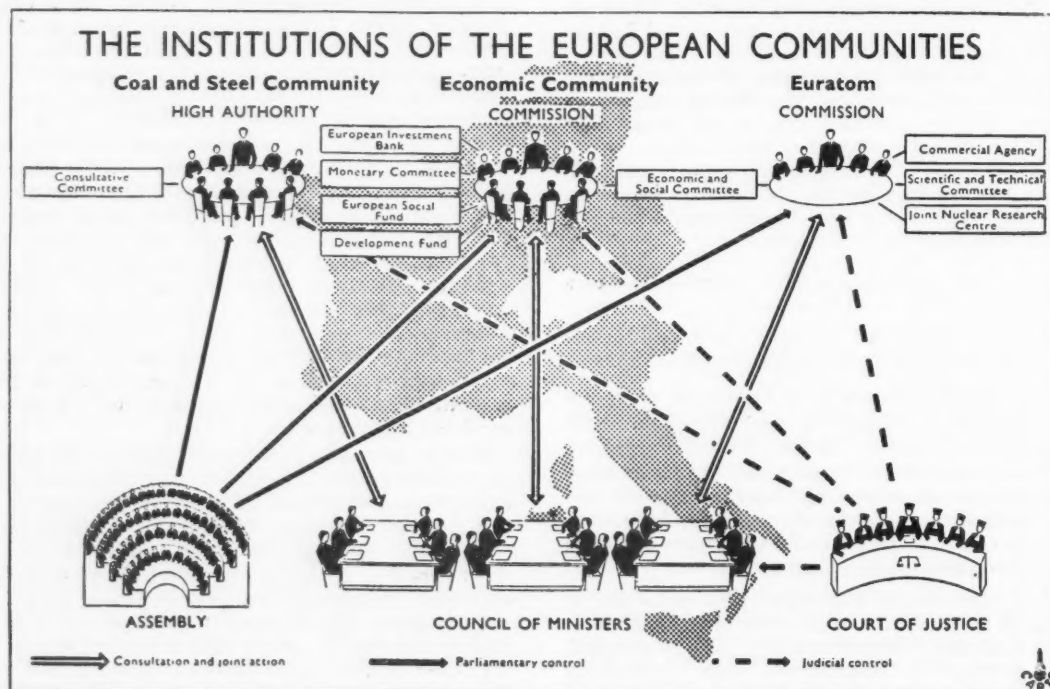 THE INSTITUTIONS OF THE EUROPEAN COMMUNITIES
Coal and Steel Community
HIGH AUTHORITY
Economic Community
COMMISSION
Euratom
COMMISSION
Consultative
Committee
European Investment
Bank
Monetary Committee
European Social
Fund
Development Fund
Economic and
Social Committee
Commercial Agency
Scientific and Technical
Committee
Joint Nuclear Research
Centre
ASSEMBLY
COUNCIL OF MINISTERS
COURT OF JUSTICE
Consultation and joint action
Parliamentary control
Judicial control